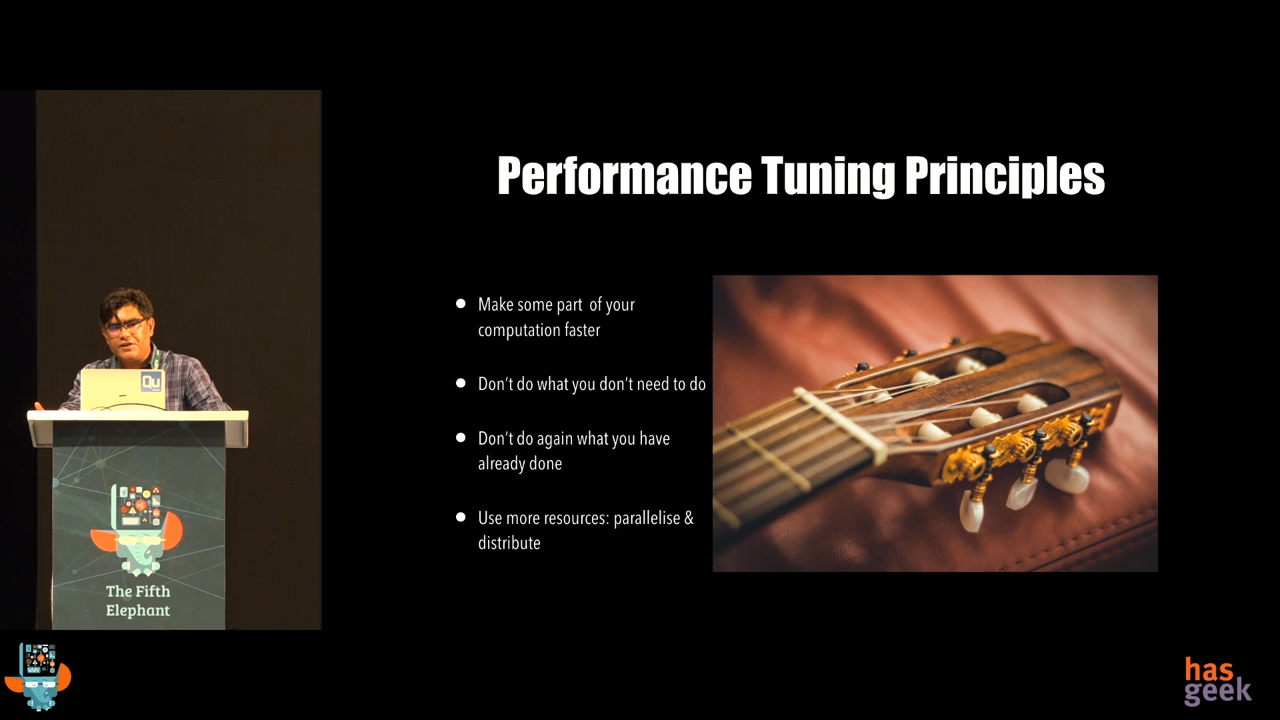 Performance Tuning Principles
Make some part of your
computation faster
Don't do what you don't need to do
Don't do again what you have
already done
Use more resources: parallelise &
distribute
Qu
The Fifth
Elephant
has
geek